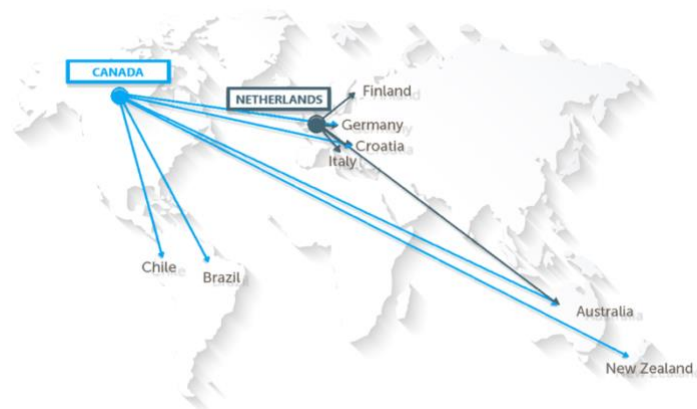 CANADA
NETHERLANDS
Finland
Germany
Croatia
Italy
Chile
Brazil
Australia
New Zealand